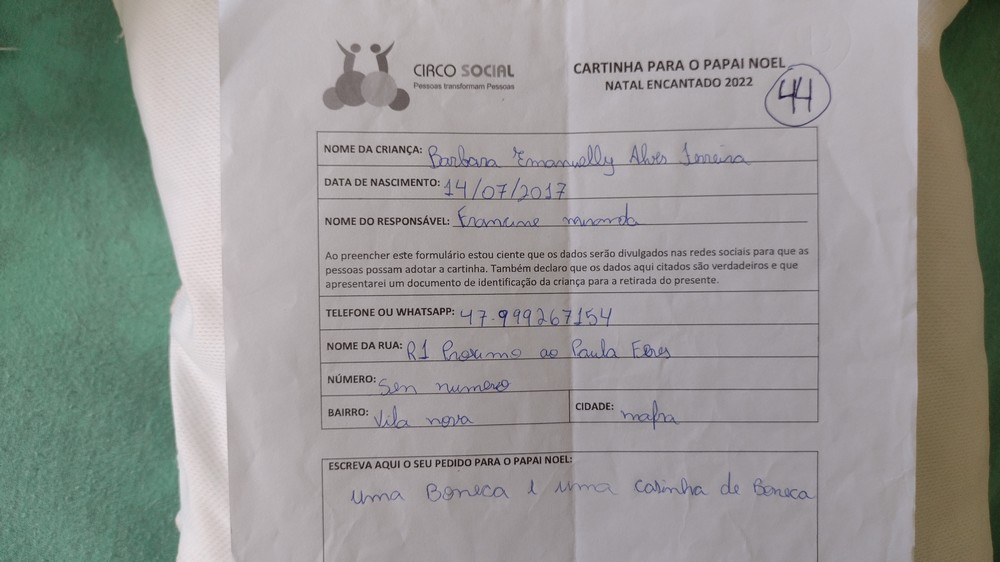 CIRCO SOCIAL
Pessoas transformam Pessoas
CARTINHA PARA O PAPAI NOEL
NATAL ENCANTADO 2022
44
NOME DA CRIANÇA: Barbara Emanuelly Alves Ferreira
DATA DE NASCIMENTO: 14/07/2017
NOME DO RESPONSÁVEL: Francine miranda
Ao preencher este formulário estou ciente que os dados serão divulgados nas redes sociais para que as
pessoas possam adotar a cartinha. Também declaro que os dados aqui citados são verdadeiros e que
apresentarei um documento de identificação da criança para a retirada do presente.
TELEFONE OU WHATSAPP: 47.999267154
NOME DA RUA: R1 Proximo ao Paula
NÚMERO: Sen numero
BAIRRO: Vila nova CIDADE: mafra
ESCREVA AQUI O SEU PEDIDO PARA O PAPAI NOEL:
uma Boneca e uma casinha de Boneca